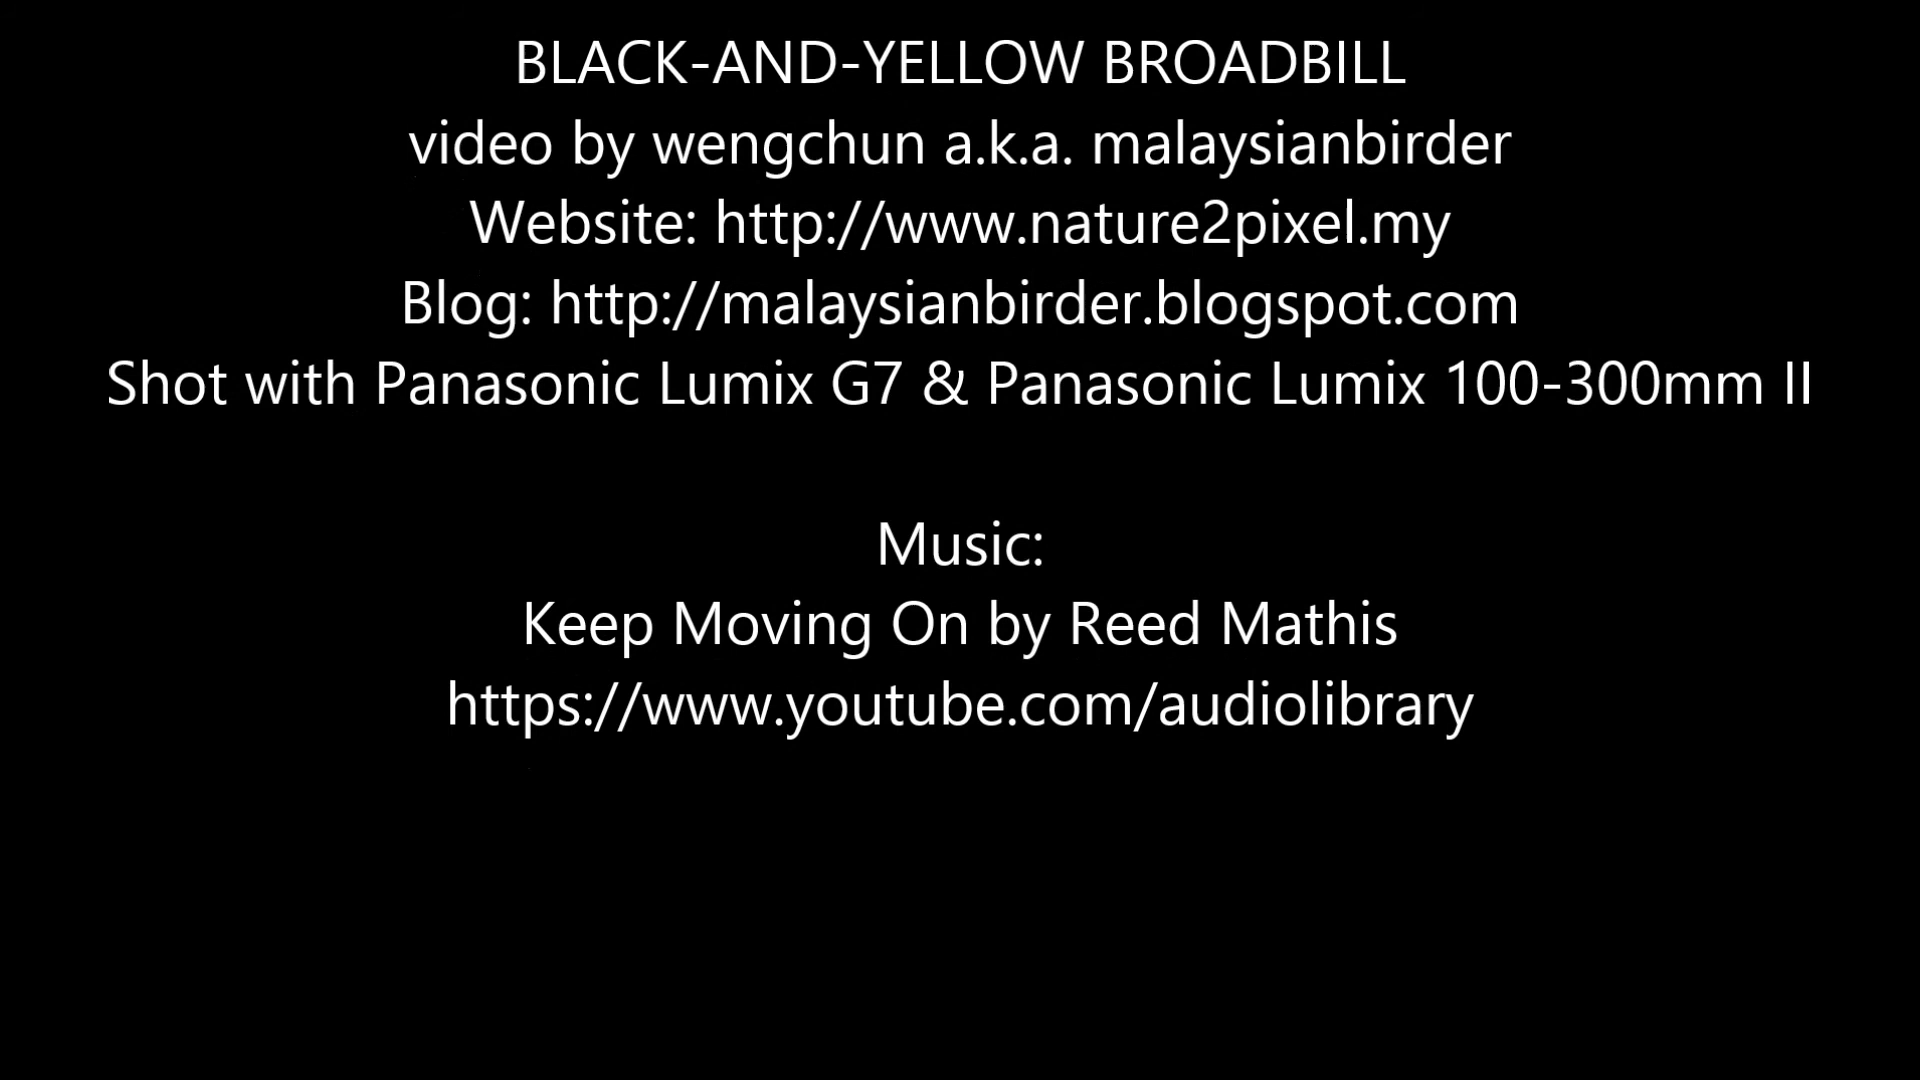 BLACK-AND-YELLOW BROADBILL
video by wengchun a.k.a. malaysianbirder
Website: http://www.nature2pixel.my
Blog: http://malaysianbirder.blogspot.com
Shot with Panasonic Lumix G7 & Panasonic Lumix 100-300mm II
Music:
Keep Moving On by Reed Mathis
https://www.youtube.com/audiolibrary